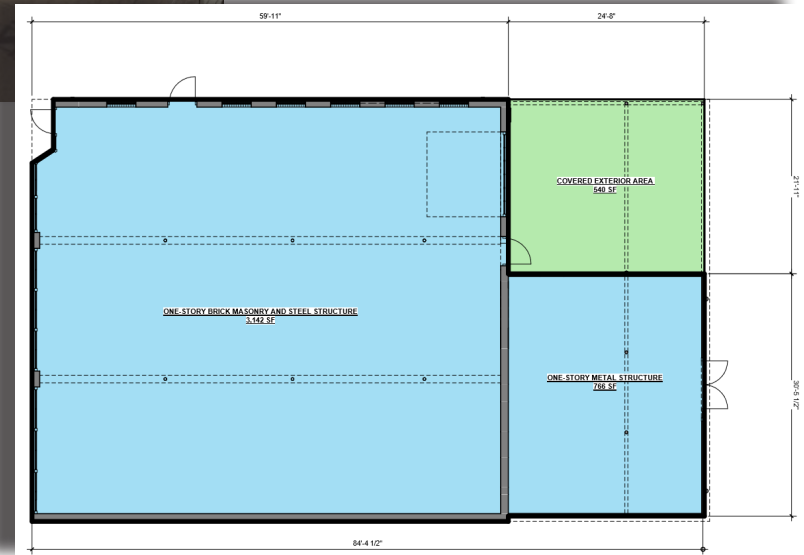 59'-11"
24'-8"
COVERED EXTERIOR AREA
540 SF
21'-11"
ONE-STORY BRICK MASONRY AND STEEL STRUCTURE
3,142 SF
ONE-STORY METAL STRUCTURE
766 SF
30'-5 1/2"
84'-4 1/2"